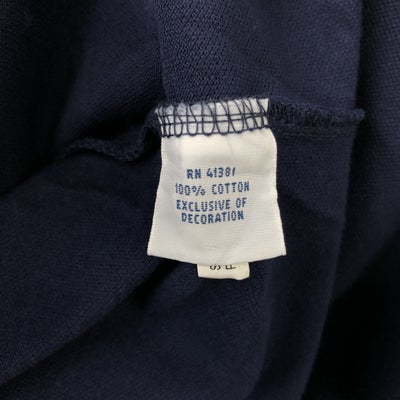 RN 41381
100% COTTON
EXCLUSIVE OF
DECORATION